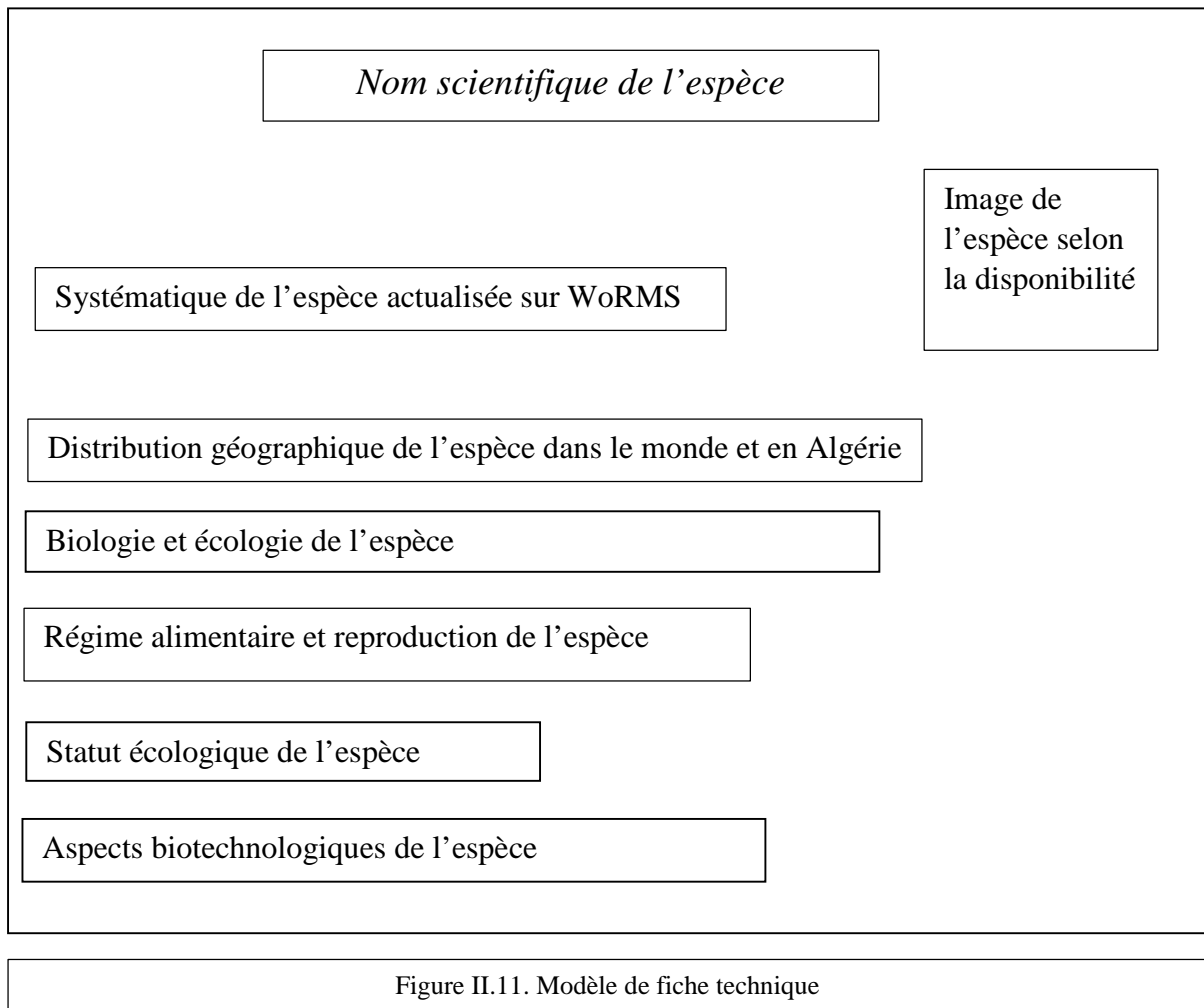 Nom scientifique de l’espèce
Image de
l’espèce selon
la disponibilité
Systématique de l’espèce actualisée sur WoRMS
Distribution géographique de l’espèce dans le monde et en Algérie
Biologie et écologie de l’espèce
Régime alimentaire et reproduction de l’espèce
Statut écologique de l’espèce
Aspects biotechnologiques de l’espèce
Figure II.11. Modèle de fiche technique